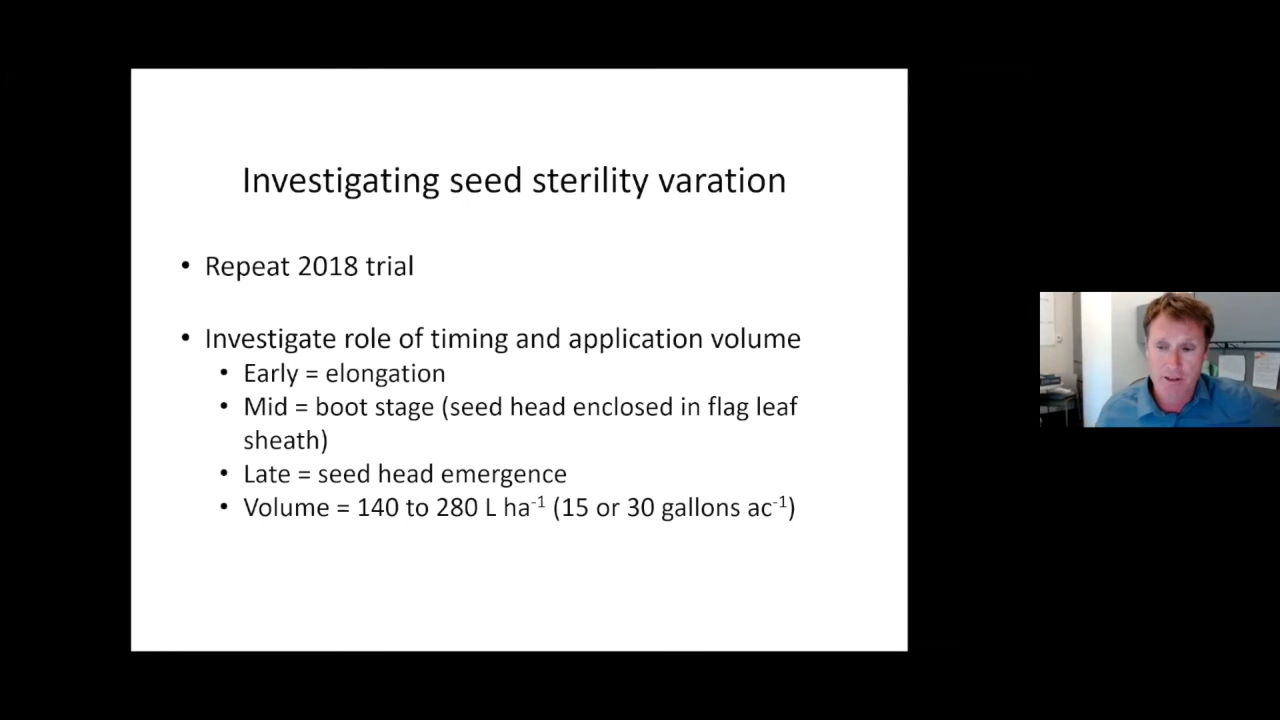 Investigating seed sterility varation
• Repeat 2018 trial
• Investigate role of timing and application volume
• Early = elongation
• Mid = boot stage (seed head enclosed in flag leaf
sheath)
• Late = seed head emergence
• Volume = 140 to 280 L ha⁻¹ (15 or 30 gallons ac⁻¹)